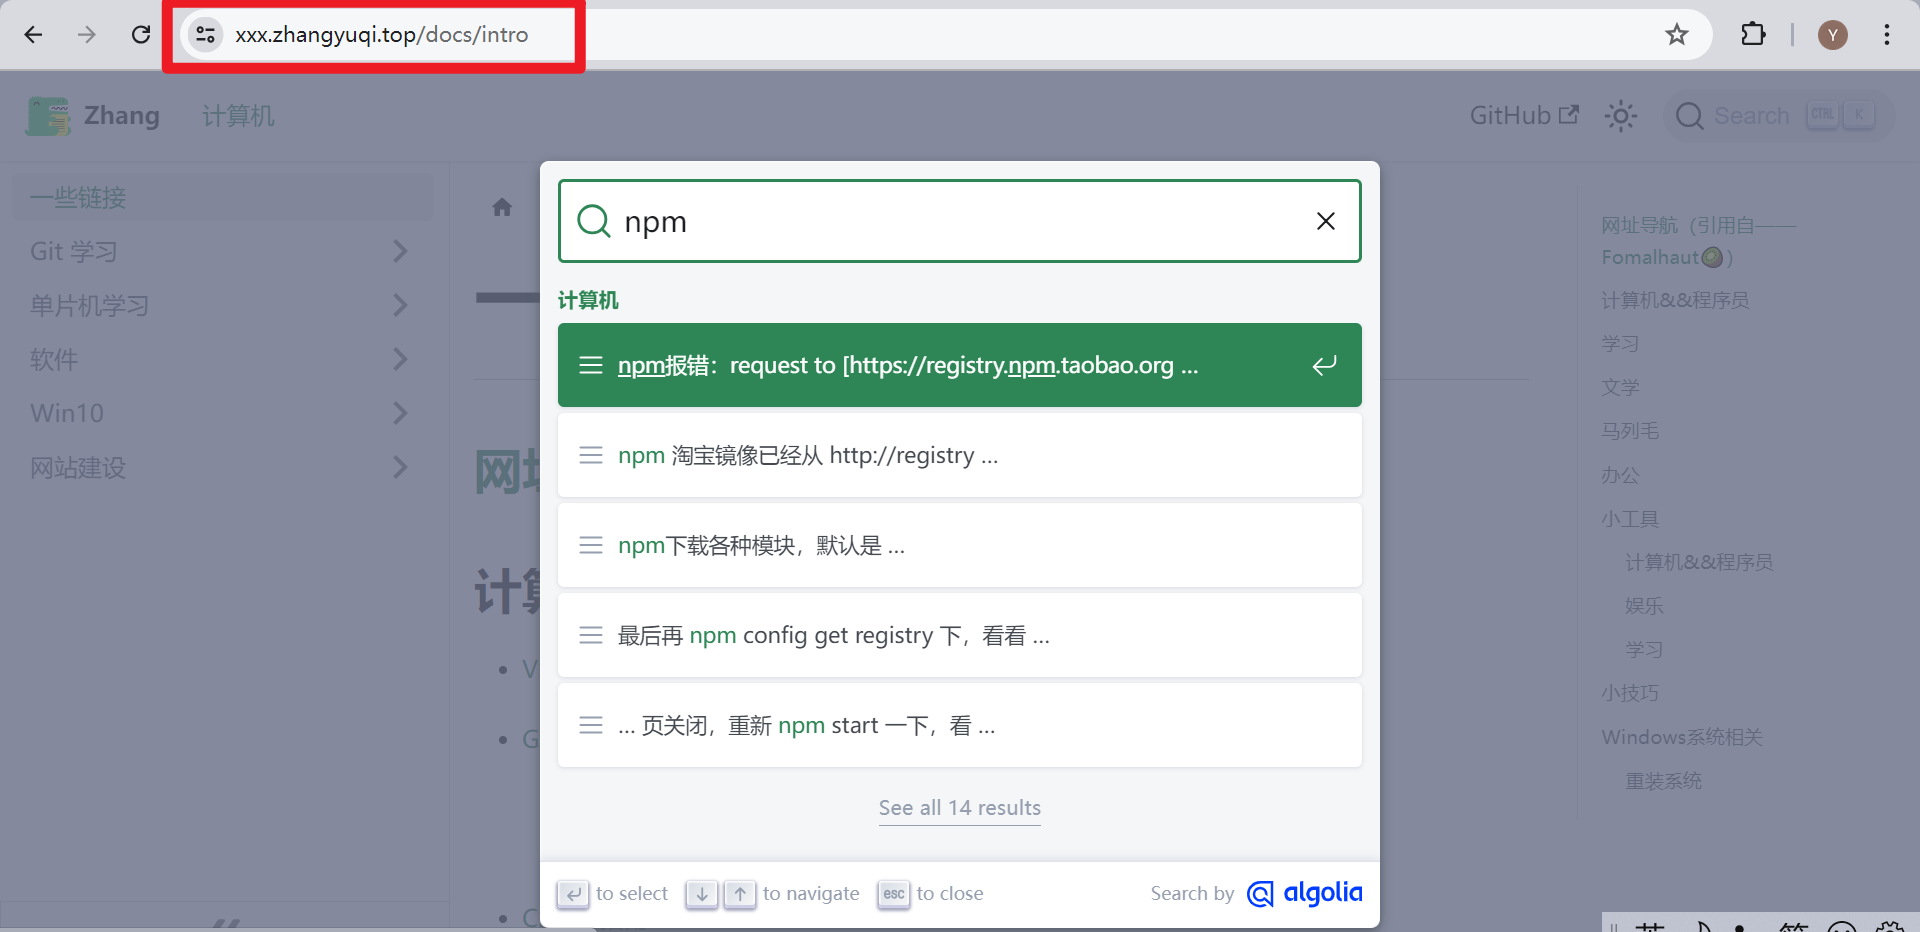 xxx.zhangyuqi.top/docs/intro
Y
Zhang
计算机
GitHub
Search
CTRL
K
一些链接
Git 学习
单片机学习
软件
Win10
网站建设
npm
计算机
npm报错：request to [https://registry.npm.taobao.org ...
npm 淘宝镜像已经从 http://registry ...
npm下载各种模块，默认是 ...
最后再 npm config get registry 下，看看 ...
... 页关闭，重新 npm start 一下，看 ...
See all 14 results
to select
to navigate
esc
to close
Search by
algolia
网
计算
V
G
C
网址导航（引用自——
Fomalhaut🥝）
计算机&&程序员
学习
文学
马列毛
办公
小工具
计算机&&程序员
娱乐
学习
小技巧
Windows系统相关
重装系统